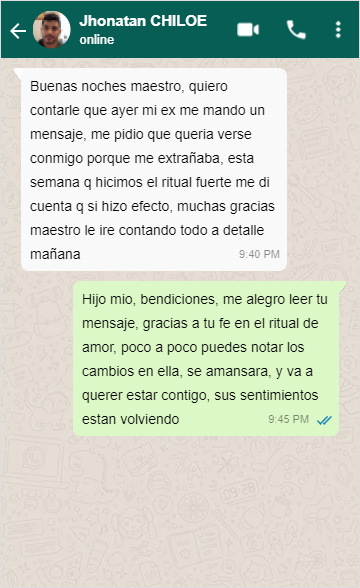 Jhonatan CHILOE
online
Buenas noches maestro, quiero
contarle que ayer mi ex me mando un
mensaje, me pidio que queria verse
conmigo porque me extrañaba, esta
semana q hicimos el ritual fuerte me di
cuenta q si hizo efecto, muchas gracias
maestro le ire contando todo a detalle
mañana
9:40 PM
Hijo mio, bendiciones, me alegro leer tu
mensaje, gracias a tu fe en el ritual de
amor, poco a poco puedes notar los
cambios en ella, se amansara, y va a
querer estar contigo, sus sentimientos
estan volviendo
9:45 PM